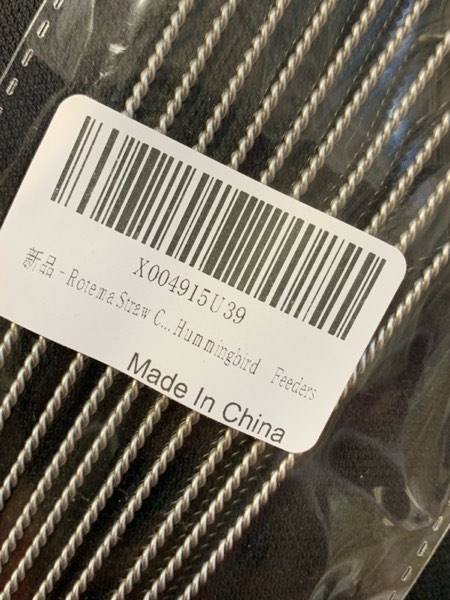 X004915U39
新品 - Rotema Straw C...Hummingbird Feeders
Made In China